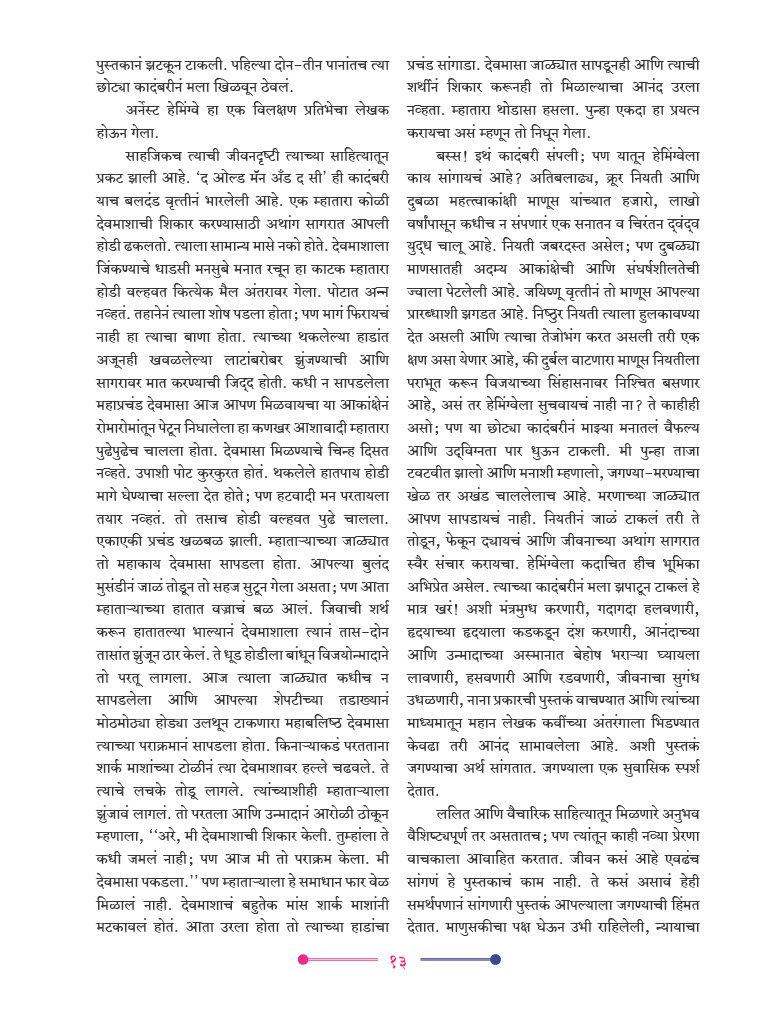 पुस्तकानं झटकून टाकली. पहिल्या दोन-तीन पानांतच त्या
छोट्या कादंबरीनं मला खिळवून ठेवलं.
अर्नेस्ट हेमिंग्वे हा एक विलक्षण प्रतिभेचा लेखक
होऊन गेला.
साहजिकच त्याची जीवनदृष्टी त्याच्या साहित्यातून
प्रकट झाली आहे. ‘द ओल्ड मॅन अँड द सी’ ही कादंबरी
याच बलदंड वृत्तीनं भारलेली आहे. एक म्हातारा कोळी
देवमाशाची शिकार करण्यासाठी अथांग सागरात आपली
होडी ढकलतो. त्याला सामान्य मासे नको होते. देवमाशाला
जिंकण्याचे धाडसी मनसुबे मनात रचून हा काटक म्हातारा
होडी वल्हवत कित्येक मैल अंतरावर गेला. पोटात अन्न
नव्हतं. तहानेनं त्याला शोष पडला होता; पण मागं फिरायचं
नाही हा त्याचा बाणा होता. त्याच्या थकलेल्या हाडांत
अजूनही खवळलेल्या लाटांबरोबर झुंजण्याची आणि
सागरावर मात करण्याची जिद्द होती. कधी न सापडलेला
महाप्रचंड देवमासा आज आपण मिळवायचा या आकांक्षेनं
रोमारोमांतून पेटून निघालेला हा कणखर आशावादी म्हातारा
पुढेपुढेच चालला होता. देवमासा मिळण्याचे चिन्ह दिसत
नव्हते. उपाशी पोट कुरकुरत होतं. थकलेले हातपाय होडी
मागे घेण्याचा सल्ला देत होते; पण हटवादी मन परतायला
तयार नव्हतं. तो तसाच होडी वल्हवत पुढे चालला.
एकाएकी प्रचंड खळबळ झाली. म्हाताऱ्याच्या जाळ्यात
तो महाकाय देवमासा सापडला होता. आपल्या बुलंद
मुसंडीनं जाळं तोडून तो सहज सुटून गेला असता; पण आता
म्हाताऱ्याच्या हातात वज्राचं बळ आलं. जिवाची शर्थ
करून हातातल्या भाल्यानं देवमाशाला त्यानं तास-दोन
तासांत झुंजून ठार केलं. ते धूड होडीला बांधून विजयोन्मादाने
तो परतू लागला. आज त्याला जाळ्यात कधीच न
सापडलेला आणि आपल्या शेपटीच्या तडाख्यानं
मोठमोठ्या होड्या उलथून टाकणारा महाबलिष्ठ देवमासा
त्याच्या पराक्रमानं सापडला होता. किनाऱ्याकडं परतताना
शार्क माशांच्या टोळीनं त्या देवमाशावर हल्ले चढवले. ते
त्याचे लचके तोडू लागले. त्यांच्याशीही म्हाताऱ्याला
झुंजावं लागलं. तो परतला आणि उन्मादानं आरोळी ठोकून
म्हणाला, ‘‘अरे, मी देवमाशाची शिकार केली. तुम्हांला ते
कधी जमलं नाही; पण आज मी तो पराक्रम केला. मी
देवमासा पकडला.’’ पण म्हाताऱ्याला हे समाधान फार वेळ
मिळालं नाही. देवमाशाचं बहुतेक मांस शार्क माशांनी
मटकावलं होतं. आता उरला होता तो त्याच्या हाडांचा
प्रचंड सांगाडा. देवमासा जाळ्यात सापडूनही आणि त्याची
शर्थीनं शिकार करूनही तो मिळाल्याचा आनंद उरला
नव्हता. म्हातारा थोडासा हसला. पुन्हा एकदा हा प्रयत्न
करायचा असं म्हणून तो निघून गेला.
बस्स! इथं कादंबरी संपली; पण यातून हेमिंग्वेला
काय सांगायचं आहे? अतिबलाढ्य, क्रूर नियती आणि
दुबळा महत्त्वाकांक्षी माणूस यांच्यात हजारो, लाखो
वर्षांपासून कधीच न संपणारं एक सनातन व चिरंतन द्वंद्व
युद्ध चालू आहे. नियती जबरदस्त असेल; पण दुबळ्या
माणसातही अदम्य आकांक्षेची आणि संघर्षशीलतेची
ज्वाला पेटलेली आहे. जयिष्णू वृत्तीनं तो माणूस आपल्या
प्रारब्धाशी झगडत आहे. निष्ठुर नियती त्याला हुलकावण्या
देत असली आणि त्याचा तेजोभंग करत असली तरी एक
क्षण असा येणार आहे, की दुर्बल वाटणारा माणूस नियतीला
पराभूत करून विजयाच्या सिंहासनावर निश्चित बसणार
आहे, असं तर हेमिंग्वेला सुचवायचं नाही ना? ते काहीही
असो; पण या छोट्या कादंबरीनं माझ्या मनातलं वैफल्य
आणि उद्विग्नता पार धुऊन टाकली. मी पुन्हा ताजा
टवटवीत झालो आणि मनाशी म्हणालो, जगण्या-मरण्याचा
खेळ तर अखंड चाललेलाच आहे. मरणाच्या जाळ्यात
आपण सापडायचं नाही. नियतीनं जाळं टाकलं तरी ते
तोडून, फेकून द्यायचं आणि जीवनाच्या अथांग सागरात
स्वैर संचार करायचा. हेमिंग्वेला कदाचित हीच भूमिका
अभिप्रेत असेल. त्याच्या कादंबरीनं मला झपाटून टाकलं हे
मात्र खरं! अशी मंत्रमुग्ध करणारी, गदागदा हलवणारी,
हृदयाच्या हृदयाला कडकडून दंश करणारी, आनंदाच्या
आणि उन्मादाच्या अस्मानात बेहोष भराऱ्या घ्यायला
लावणारी, हसवणारी आणि रडवणारी, जीवनाचा सुगंध
उधळणारी, नाना प्रकारची पुस्तकं वाचण्यात आणि त्यांच्या
माध्यमातून महान लेखक कवींच्या अंतरंगाला भिडण्यात
केवढा तरी आनंद सामावलेला आहे. अशी पुस्तकं
जगण्याचा अर्थ सांगतात. जगण्याला एक सुवासिक स्पर्श
देतात.
ललित आणि वैचारिक साहित्यातून मिळणारे अनुभव
वैशिष्ट्यपूर्ण तर असतातच; पण त्यांतून काही नव्या प्रेरणा
वाचकाला आवाहित करतात. जीवन कसं आहे एवढंच
सांगणं हे पुस्तकाचं काम नाही. ते कसं असावं हेही
समर्थपणानं सांगणारी पुस्तकं आपल्याला जगण्याची हिंमत
देतात. माणुसकीचा पक्ष घेऊन उभी राहिलेली, न्यायाचा
१३